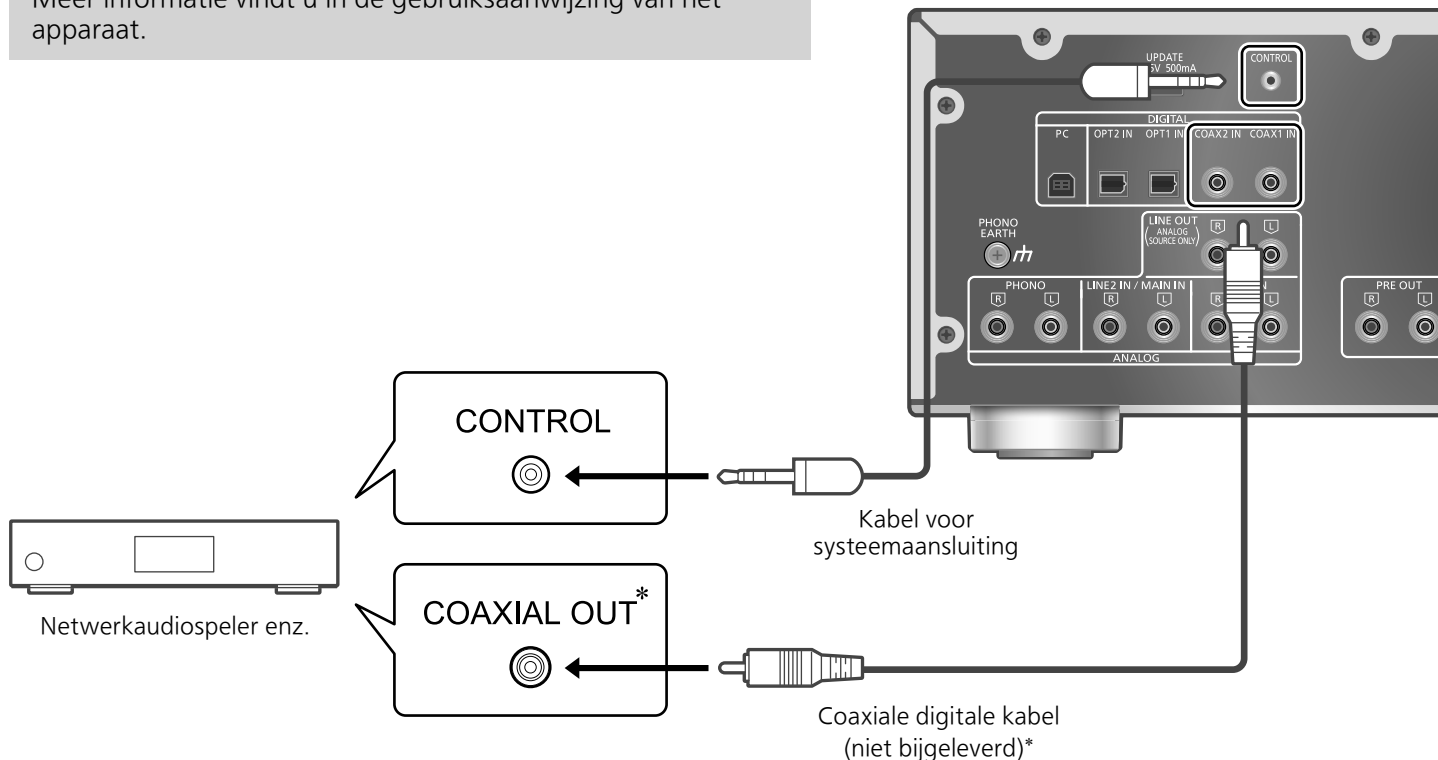 Meer informatie vindt u in de gebruiksaanwijzing van het
apparaat.
UPDATE
5V 500mA
CONTROL
DIGITAL
PC
OPT2 IN
OPT1 IN
COAX2 IN
COAX1 IN
PHONO
EARTH
LINE OUT
(ANALOG
SOURCE ONLY)
R
L
PHONO
R
L
LINE2 IN / MAIN IN
R
L
R
L
PRE OUT
R
L
ANALOG
CONTROL
Kabel voor
systeemaansluiting
Netwerkaudiospeler enz.
COAXIAL OUT*
Coaxiale digitale kabel
(niet bijgeleverd)*